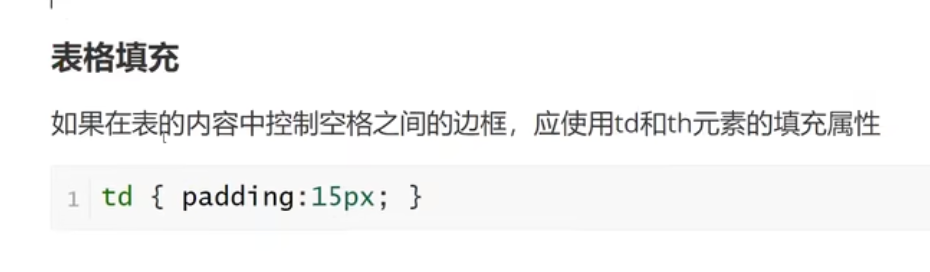 表格填充
如果在表的内容中控制空格之间的边框，应使用td和th元素的填充属性
1 td { padding:15px; }